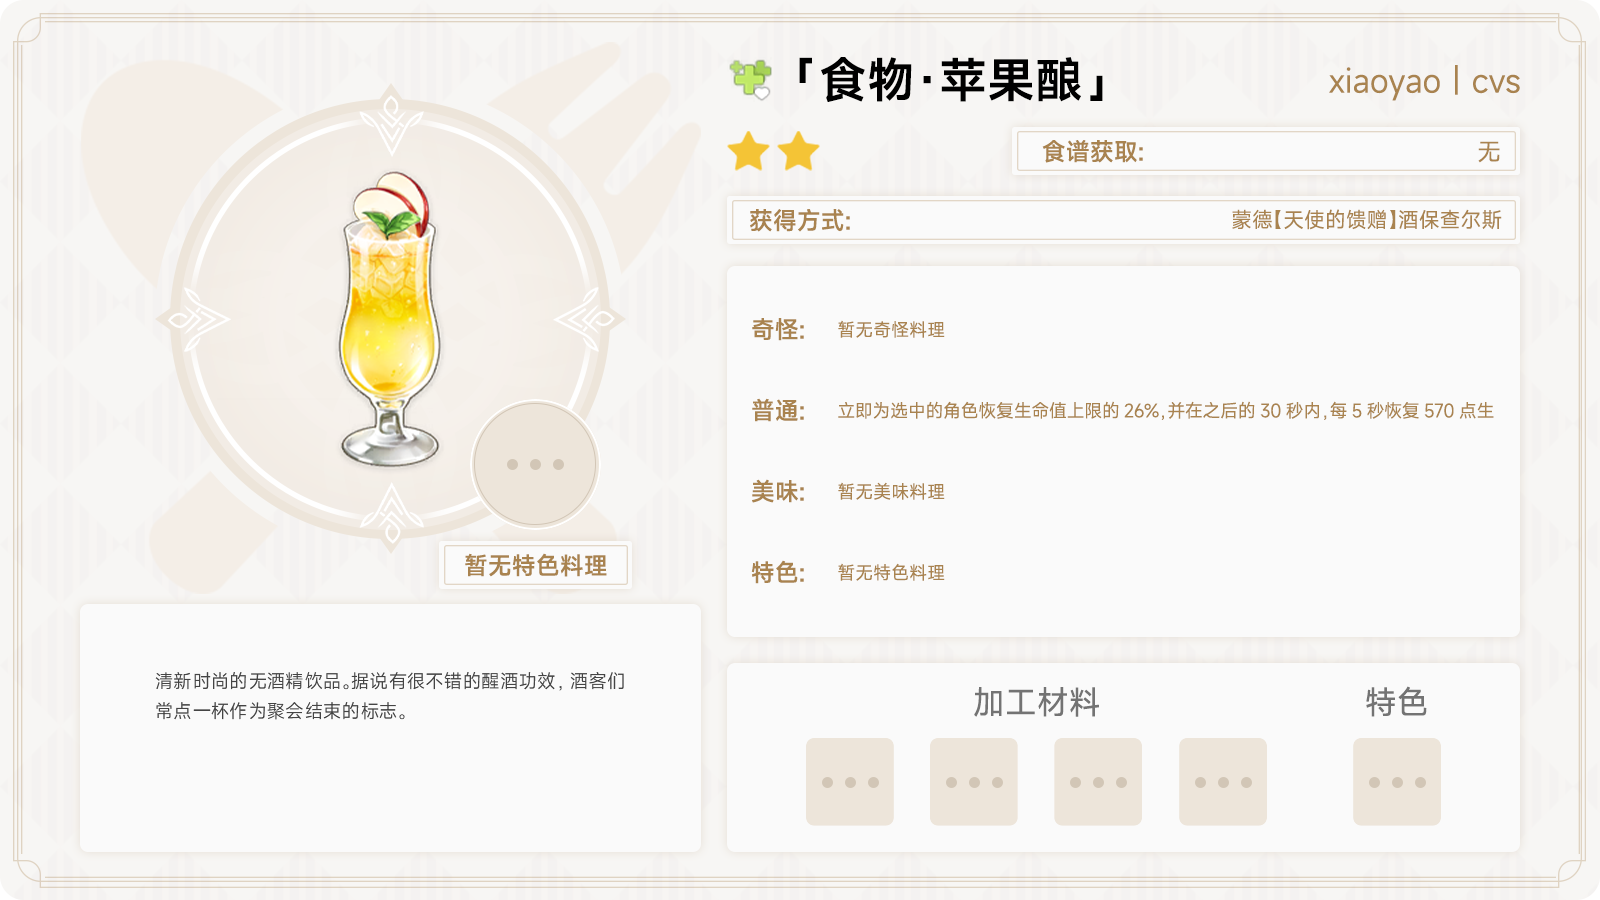 「食物·苹果酿」
xiaoyao | cvs
食谱获取: 无
获得方式: 蒙德【天使的馈赠】酒保查尔斯
奇怪: 暂无奇怪料理
普通: 立即为选中的角色恢复生命值上限的 26%,并在之后的 30 秒内,每 5 秒恢复 570 点生
美味: 暂无美味料理
特色: 暂无特色料理
暂无特色料理
清新时尚的无酒精饮品。据说有很不错的醒酒功效，酒客们
常点一杯作为聚会结束的标志。
加工材料 特色